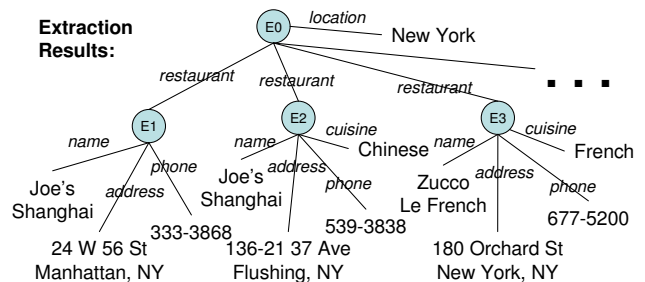 Extraction
Results:
E0
location
New York
. . .
restaurant
restaurant
restaurant
E1
E2
E3
name
address
phone
name
address
phone
cuisine
Chinese
name
address
phone
cuisine
French
Joe's
Shanghai
Joe's
Shanghai
Zucco
Le French
333-3868
539-3838
677-5200
24 W 56 St
Manhattan, NY
136-21 37 Ave
Flushing, NY
180 Orchard St
New York, NY